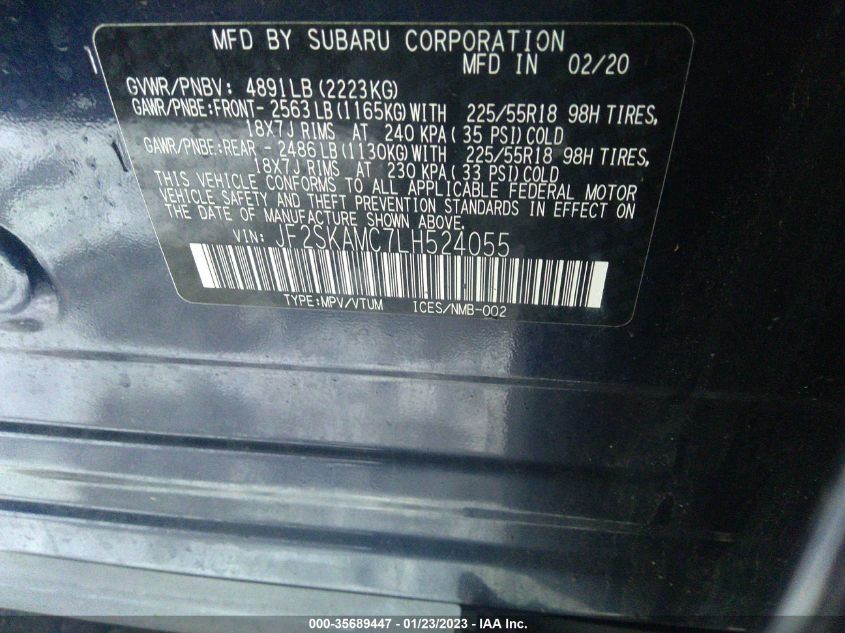 MFD BY SUBARU CORPORATION
MFD IN 02/20
GVWR/PNBV: 4891LB (2223KG)
GAWR/PNBE:FRONT- 2563LB (1165KG) WITH 225/55R18 98H TIRES,
18X7J RIMS AT 240 KPA ( 35 PSI) COLD
GAWR/PNBE:REAR - 2486LB (1130KG) WITH 225/55R18 98H TIRES,
18X7J RIMS AT 230 KPA ( 33 PSI) COLD
THIS VEHICLE CONFORMS TO ALL APPLICABLE FEDERAL MOTOR
VEHICLE SAFETY AND THEFT PREVENTION STANDARDS IN EFFECT ON
THE DATE OF MANUFACTURE SHOWN ABOVE.
VIN: JF2SKAMC7LH524055
TYPE:MPV/VTUM ICES/NMB-002
000-35689447 - 01/23/2023 - © IAA, Inc.